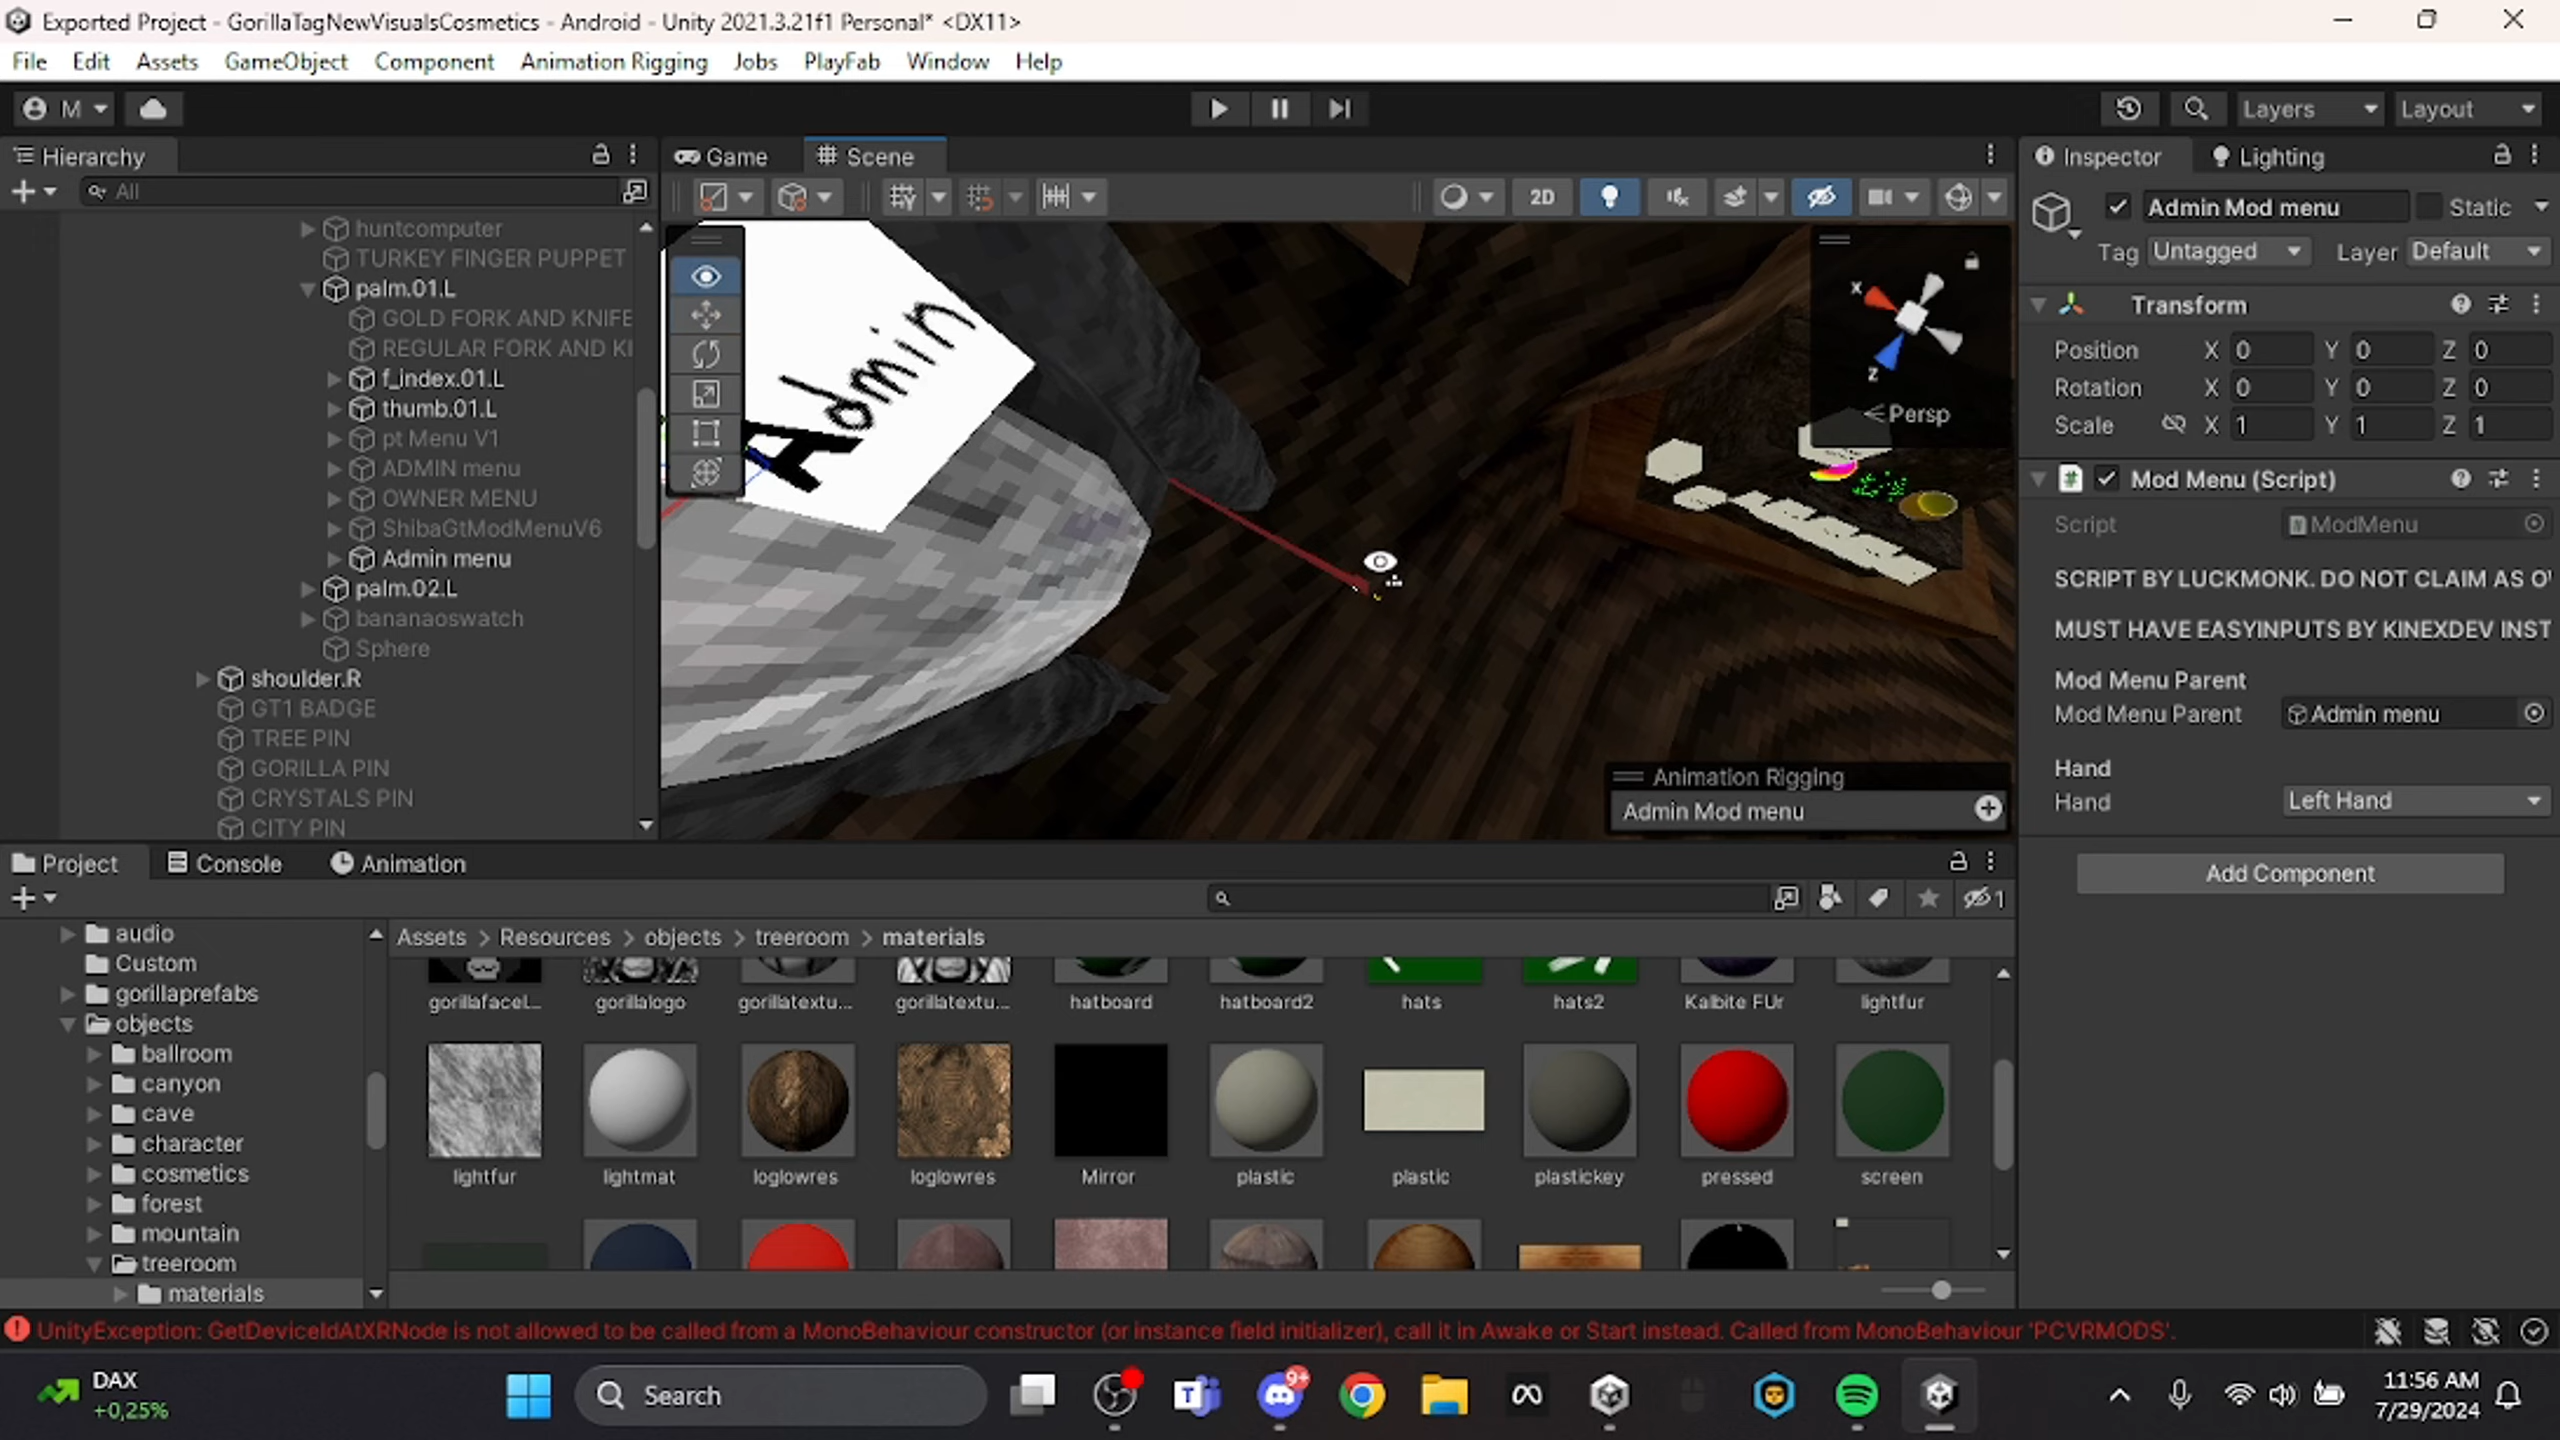 Exported Project - GorillaTagNewVisualsCosmetics - Android - Unity 2021.3.21f1 Personal* <DX11>
File Edit Assets GameObject Component Animation Rigging Jobs PlayFab Window Help
M
Layers
Layout
Hierarchy
All
huntcomputer
TURKEY FINGER PUPPET
palm.01.L
GOLD FORK AND KNIFE
REGULAR FORK AND KI
f_index.01.L
thumb.01.L
pt Menu V1
ADMIN menu
OWNER MENU
ShibaGtModMenuV6
Admin menu
palm.02.L
bananaoswatch
Sphere
shoulder.R
GT1 BADGE
TREE PIN
GORILLA PIN
CRYSTALS PIN
CITY PIN
Game
Scene
2D
Admin
x
z
Persp
Animation Rigging
Admin Mod menu
Inspector
Lighting
Admin Mod menu
Static
Tag Untagged Layer Default
Transform
Position X 0 Y 0 Z 0
Rotation X 0 Y 0 Z 0
Scale X 1 Y 1 Z 1
Mod Menu (Script)
Script ModMenu
SCRIPT BY LUCKMONK. DO NOT CLAIM AS O
MUST HAVE EASYINPUTS BY KINEXDEV INST
Mod Menu Parent
Mod Menu Parent Admin menu
Hand
Hand Left Hand
Add Component
Project
Console
Animation
1
audio
Custom
gorillaprefabs
objects
ballroom
canyon
cave
character
cosmetics
forest
mountain
treeroom
materials
Assets > Resources > objects > treeroom > materials
gorillafacel... gorillalogo gorillatextu... gorillatextu... hatboard hatboard2 hats hats2 Kalbite FUr lightfur
lightfur lightmat loglowres loglowres Mirror plastic plastic plastickey pressed screen
UnityException: GetDeviceIdAtXRNode is not allowed to be called from a MonoBehaviour constructor (or instance field initializer), call it in Awake or Start instead. Called from MonoBehaviour 'PCVRMODS'.
DAX
+0,25%
Search
9+
11:56 AM
7/29/2024